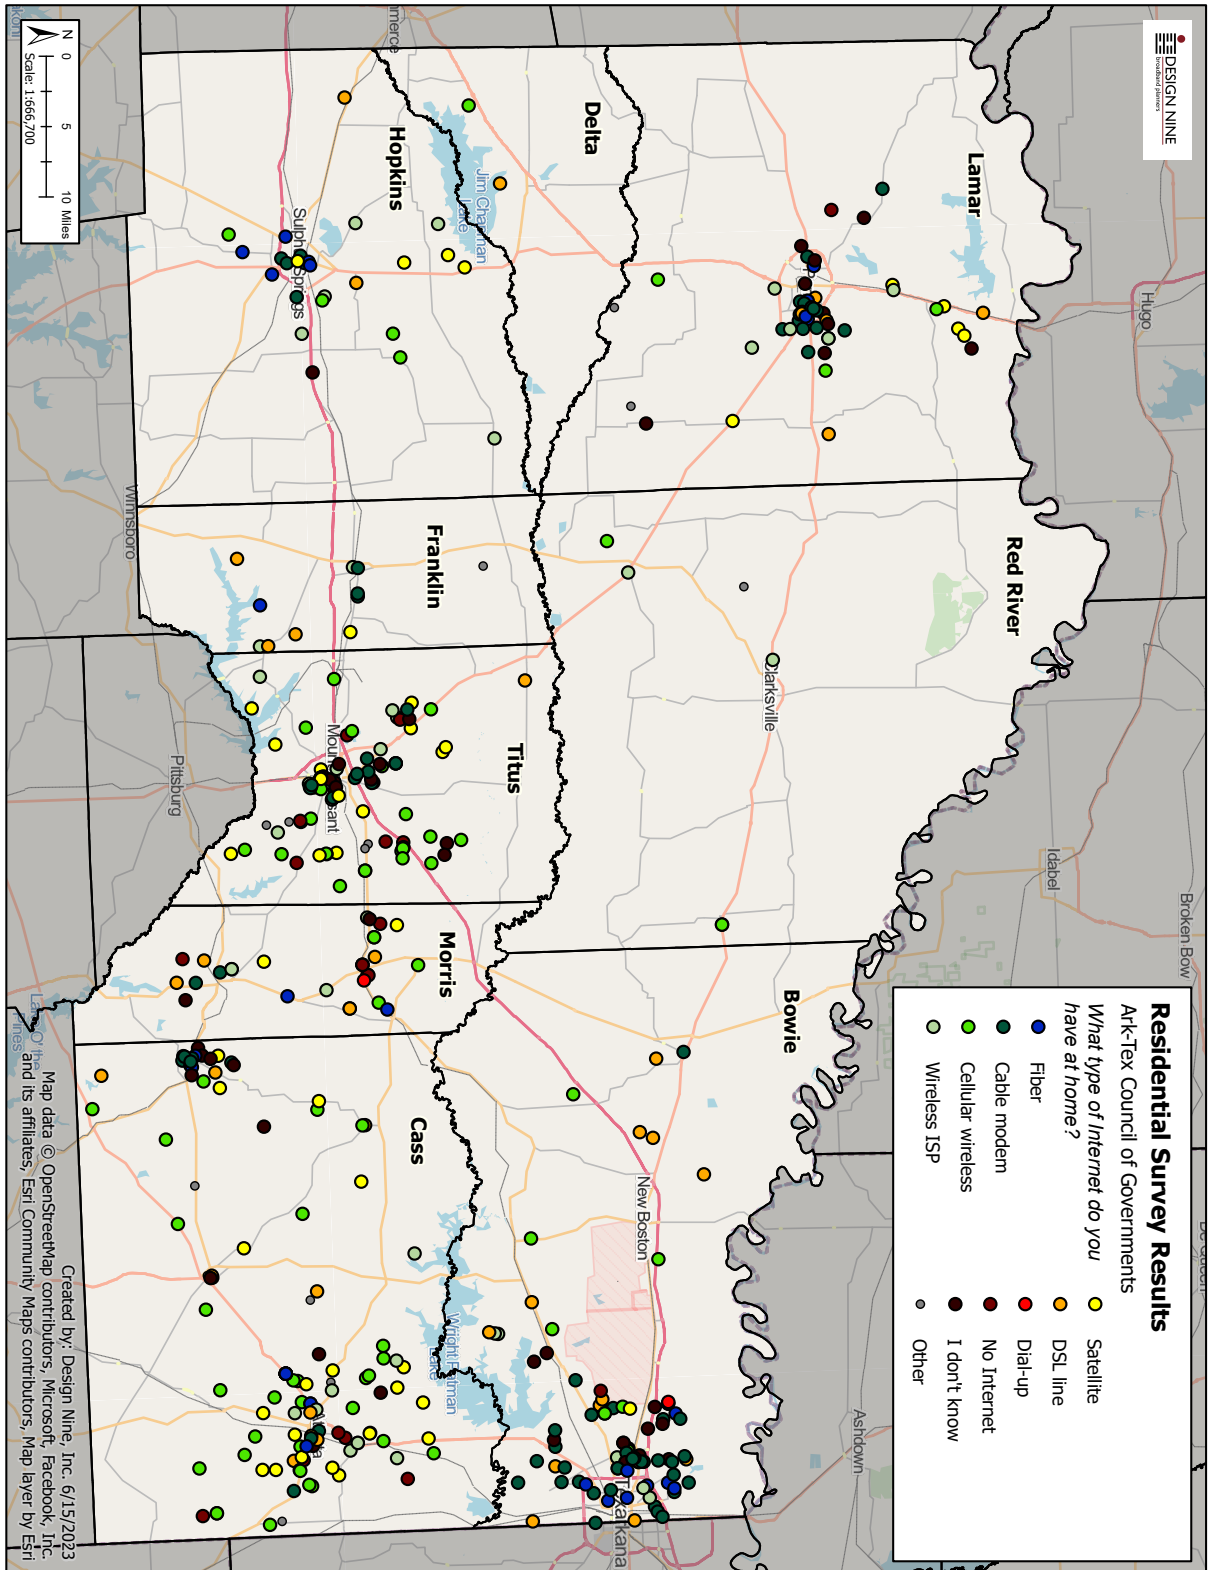 DESIGN NINE
broadband planners
Residential Survey Results
Ark-Tex Council of Governments
What type of Internet do you
have at home?
Fiber
Cable modem
Cellular wireless
Wireless ISP
Satellite
DSL line
Dial-up
No Internet
I don't know
Other
Hugo
Idabel
Broken Bow
De Queen
Ashdown
Lamar
Red River
Bowie
Clarksville
New Boston
Texarkana
Delta
Jim Chapman
Lake
Hopkins
Sulphur Springs
Franklin
Titus
Morris
Cass
Wright Patman
Lake
Winnsboro
Pittsburg
Lake O' the
Pines
N
0 5 10 Miles
Scale: 1:666,700
Created by: Design Nine, Inc. 6/15/2023
Map data © OpenStreetMap contributors, Microsoft, Facebook, Inc.
and its affiliates, Esri Community Maps contributors, Map layer by Esri